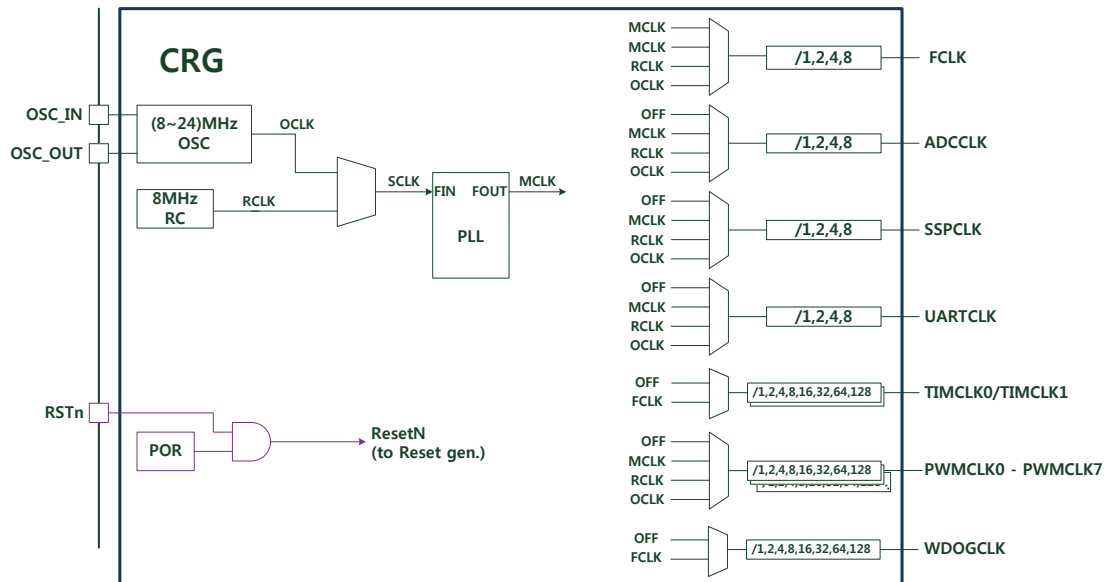 CRG
OSC_IN
OSC_OUT
(8~24)MHz
OSC
OCLK
8MHz
RC
RCLK
SCLK
FIN
FOUT
PLL
MCLK
RSTn
POR
ResetN
(to Reset gen.)
MCLK
MCLK
RCLK
OCLK
/1,2,4,8
FCLK
OFF
MCLK
RCLK
OCLK
/1,2,4,8
ADCCLK
OFF
MCLK
RCLK
OCLK
/1,2,4,8
SSPCLK
OFF
MCLK
RCLK
OCLK
/1,2,4,8
UARTCLK
OFF
FCLK
/1,2,4,8,16,32,64,128
TIMCLK0/TIMCLK1
OFF
MCLK
RCLK
OCLK
/1,2,4,8,16,32,64,128
PWMCLK0 - PWMCLK7
OFF
FCLK
/1,2,4,8,16,32,64,128
WDOGCLK